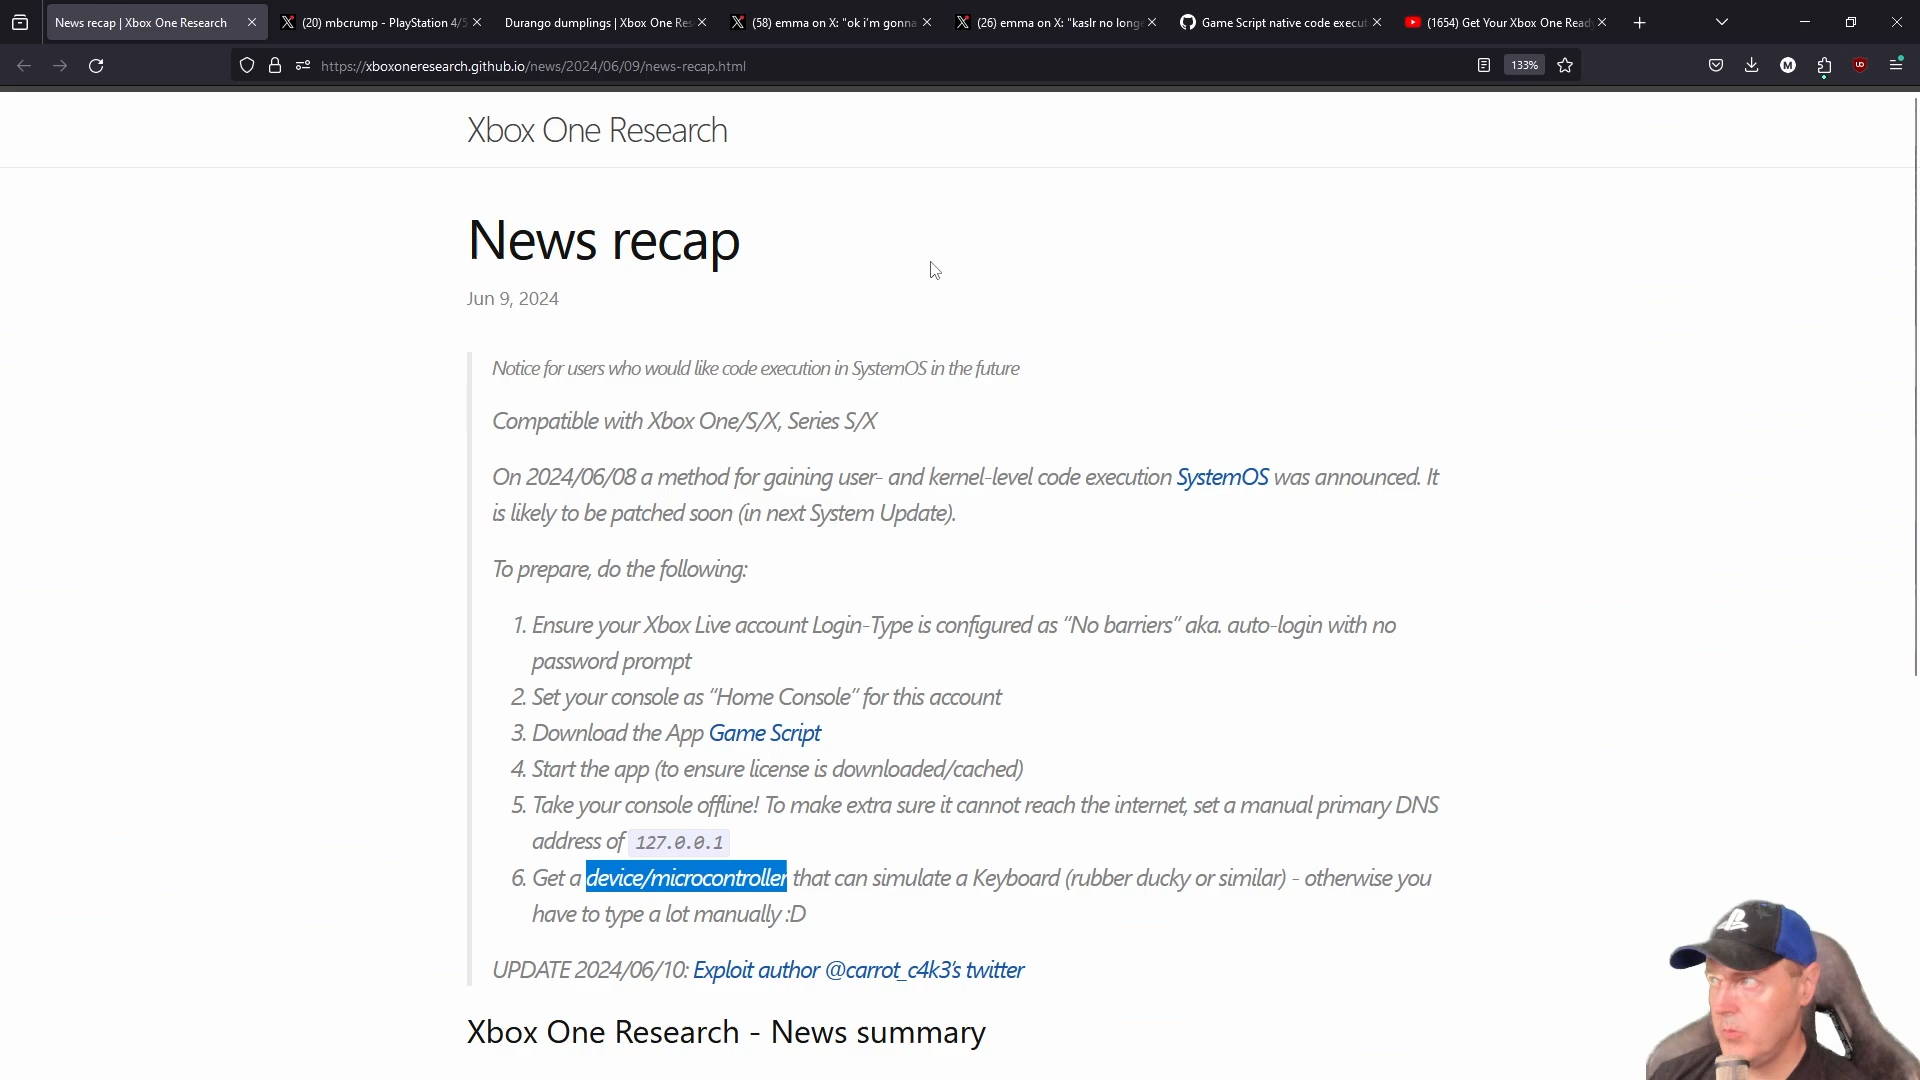 News recap | Xbox One Research
(20) mbcrump - PlayStation 4/5
Durango dumplings | Xbox One Res
(58) emma on X: "ok i'm gonna
(26) emma on X: "kaslr no long
Game Script native code execut
(1654) Get Your Xbox One Read
https://xboxoneresearch.github.io/news/2024/06/09/news-recap.html
133%
M
Xbox One Research
News recap
Jun 9, 2024
Notice for users who would like code execution in SystemOS in the future
Compatible with Xbox One/S/X, Series S/X
On 2024/06/08 a method for gaining user- and kernel-level code execution SystemOS was announced. It
is likely to be patched soon (in next System Update).
To prepare, do the following:
1. Ensure your Xbox Live account Login-Type is configured as “No barriers” aka. auto-login with no
password prompt
2. Set your console as “Home Console” for this account
3. Download the App Game Script
4. Start the app (to ensure license is downloaded/cached)
5. Take your console offline! To make extra sure it cannot reach the internet, set a manual primary DNS
address of 127.0.0.1
6. Get a device/microcontroller that can simulate a Keyboard (rubber ducky or similar) - otherwise you
have to type a lot manually :D
UPDATE 2024/06/10: Exploit author @carrot_c4k3’s twitter
Xbox One Research - News summary